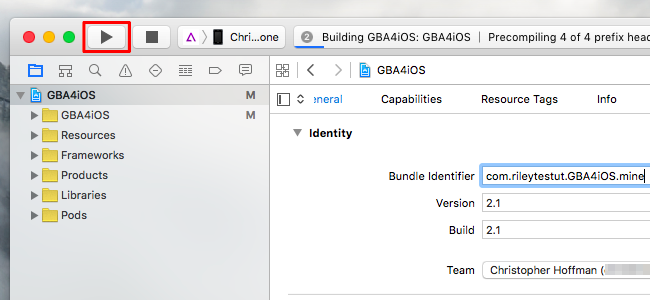 Chri...one
2 Building GBA4iOS: GBA4iOS | Precompiling 4 of 4 prefix head
GBA4iOS
GBA4iOS M
GBA4iOS M
Resources
Frameworks
Products
Libraries
Pods
eneral Capabilities Resource Tags Info
Identity
Bundle Identifier com.rileytestut.GBA4iOS.mine
Version 2.1
Build 2.1
Team Christopher Hoffman (